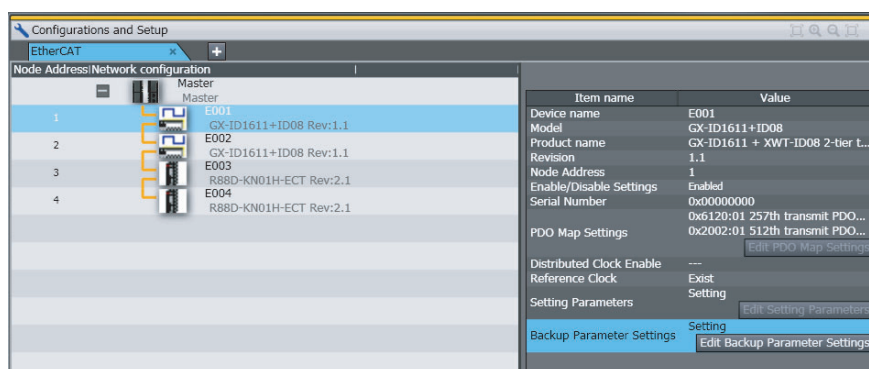 Configurations and Setup
EtherCAT × +
Node Address|Network configuration
Master
Master
1 E001
GX-ID1611+ID08 Rev:1.1
2 E002
GX-ID1611+ID08 Rev:1.1
3 E003
R88D-KN01H-ECT Rev:2.1
4 E004
R88D-KN01H-ECT Rev:2.1
Item name Value
Device name E001
Model GX-ID1611+ID08
Product name GX-ID1611 + XWT-ID08 2-tier t...
Revision 1.1
Node Address 1
Enable/Disable Settings Enabled
Serial Number 0x00000000
PDO Map Settings 0x6120:01 257th transmit PDO...
0x2002:01 512th transmit PDO...
Edit PDO Map Settings
Distributed Clock Enable ---
Reference Clock Exist
Setting Parameters Setting
Edit Setting Parameters
Backup Parameter Settings Setting
Edit Backup Parameter Settings